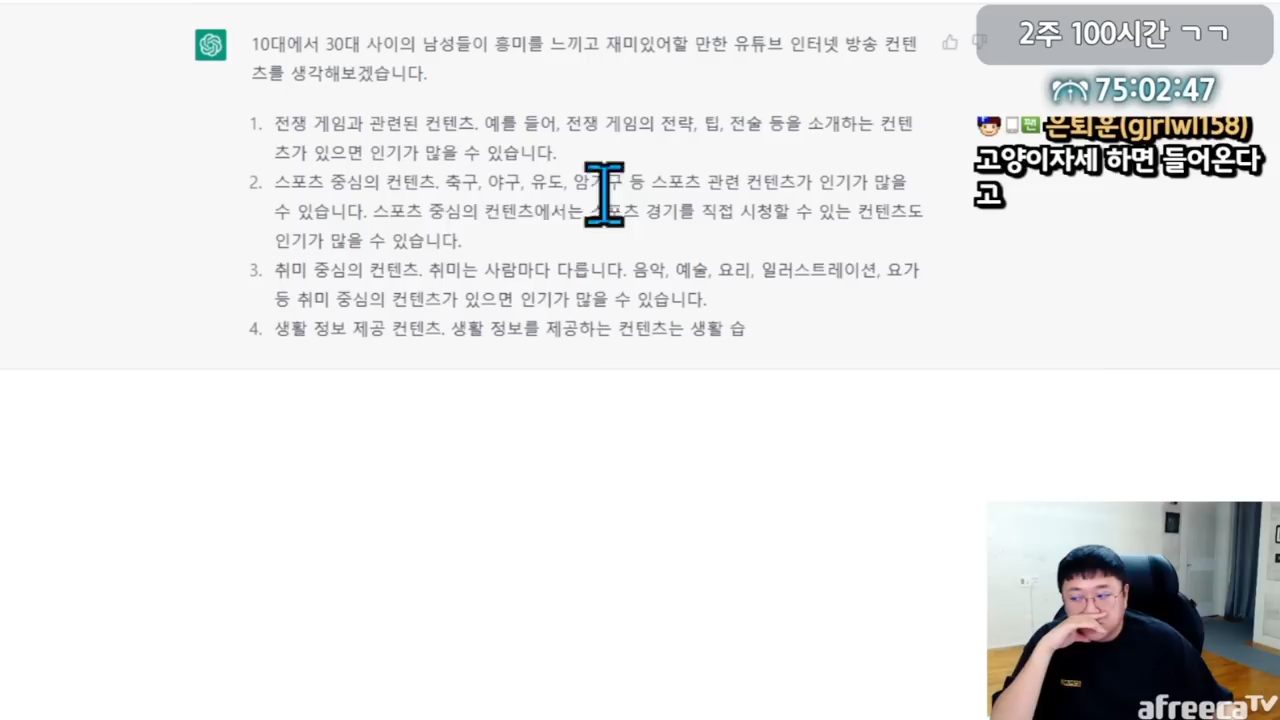 10대에서 30대 사이의 남성들이 흥미를 느끼고 재미있어할 만한 유튜브 인터넷 방송 컨텐
츠를 생각해보겠습니다.
1. 전쟁 게임과 관련된 컨텐츠. 예를 들어, 전쟁 게임의 전략, 팁, 전술 등을 소개하는 컨텐
츠가 있으면 인기가 많을 수 있습니다.
2. 스포츠 중심의 컨텐츠. 축구, 야구, 유도, 등 스포츠 관련 컨텐츠가 인기가 많을
수 있습니다. 스포츠 중심의 컨텐츠에서는 스포츠 경기를 직접 시청할 수 있는 컨텐츠도
인기가 많을 수 있습니다.
3. 취미 중심의 컨텐츠. 취미는 사람마다 다릅니다. 음악, 예술, 요리, 일러스트레이션, 요가
등 취미 중심의 컨텐츠가 있으면 인기가 많을 수 있습니다.
4. 생활 정보 제공 컨텐츠. 생활 정보를 제공하는 컨텐츠는 생활 습
2주 100시간 ㄱㄱ
75:02:47
팬 은퇴훈(gjrlwl158)
고양이자세 하면 들어온다
고
afreecaTV